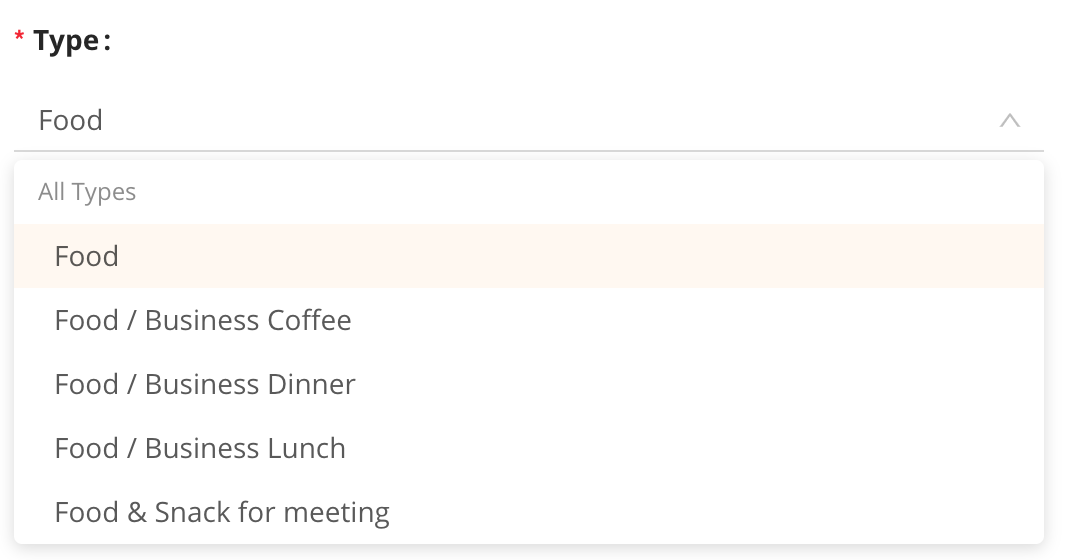 * Type:
Food
All Types
Food
Food / Business Coffee
Food / Business Dinner
Food / Business Lunch
Food & Snack for meeting